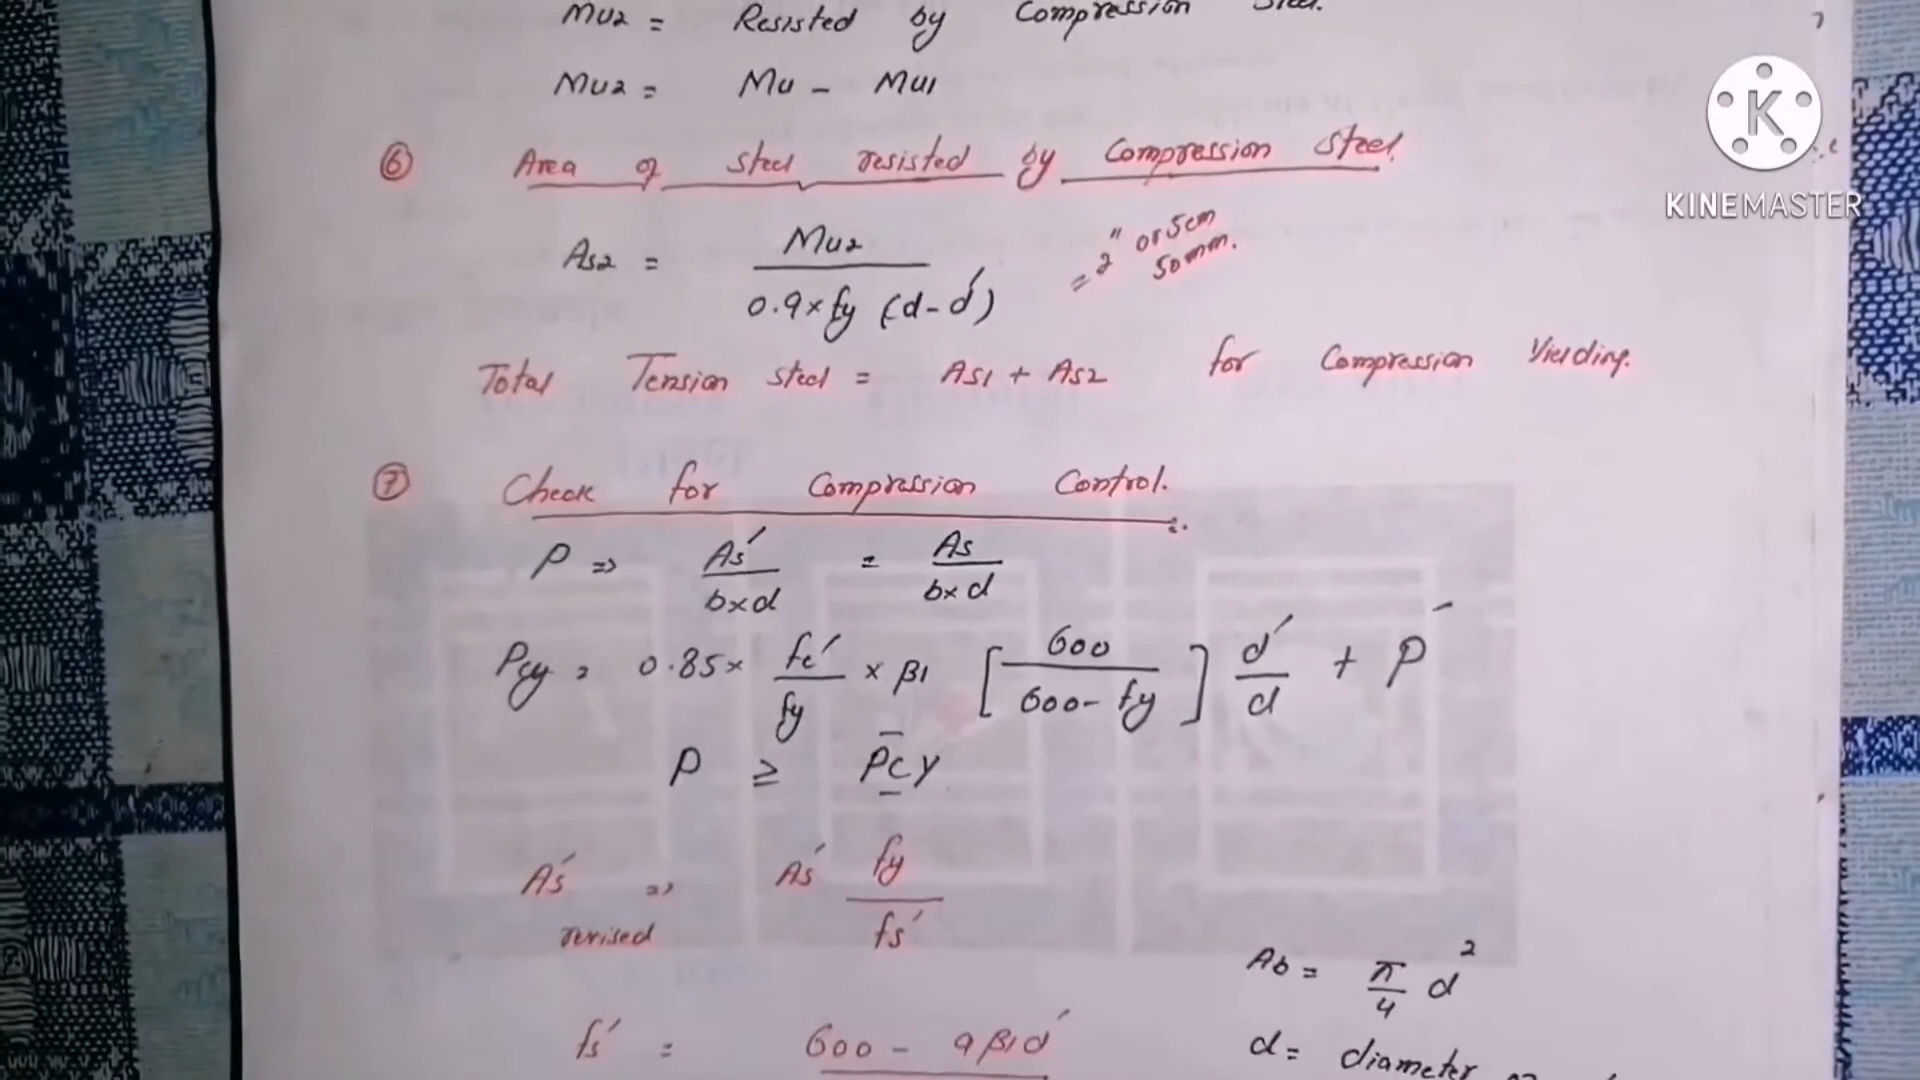 Mu2 = Resisted by Compression Steel.
Mu2 = Mu - Mu1
⑥ Area of steel resisted by Compression Steel.
As2 = Mu2 / 0.9 × fy (d - d')
= 2" or 5cm
50mm.
Total Tension steel = As1 + As2 for Compression Yielding.
⑦ Check for Compression Control.
P => As' / b×d = As / b×d
Pcy = 0.85 × fc' / fy × β1 [ 600 / 600 - fy ] d' / d + P'
P ≥ P̄cy
As' revised => As' fy / fs'
Ab = π/4 d²
fs' = 600 - a β1 d'
d = diameter
K
KINEMASTER